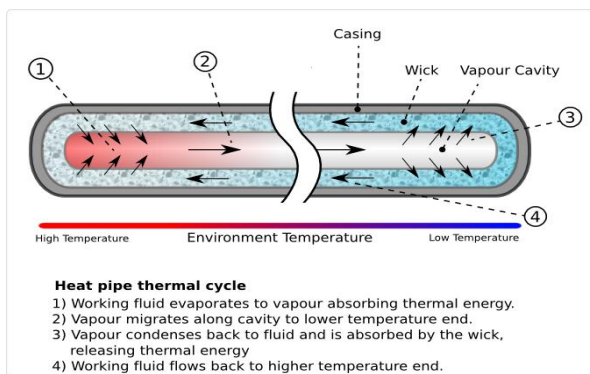 Casing
Wick
Vapour Cavity
1
2
3
4
High Temperature
Environment Temperature
Low Temperature
Heat pipe thermal cycle
1) Working fluid evaporates to vapour absorbing thermal energy.
2) Vapour migrates along cavity to lower temperature end.
3) Vapour condenses back to fluid and is absorbed by the wick,
releasing thermal energy
4) Working fluid flows back to higher temperature end.